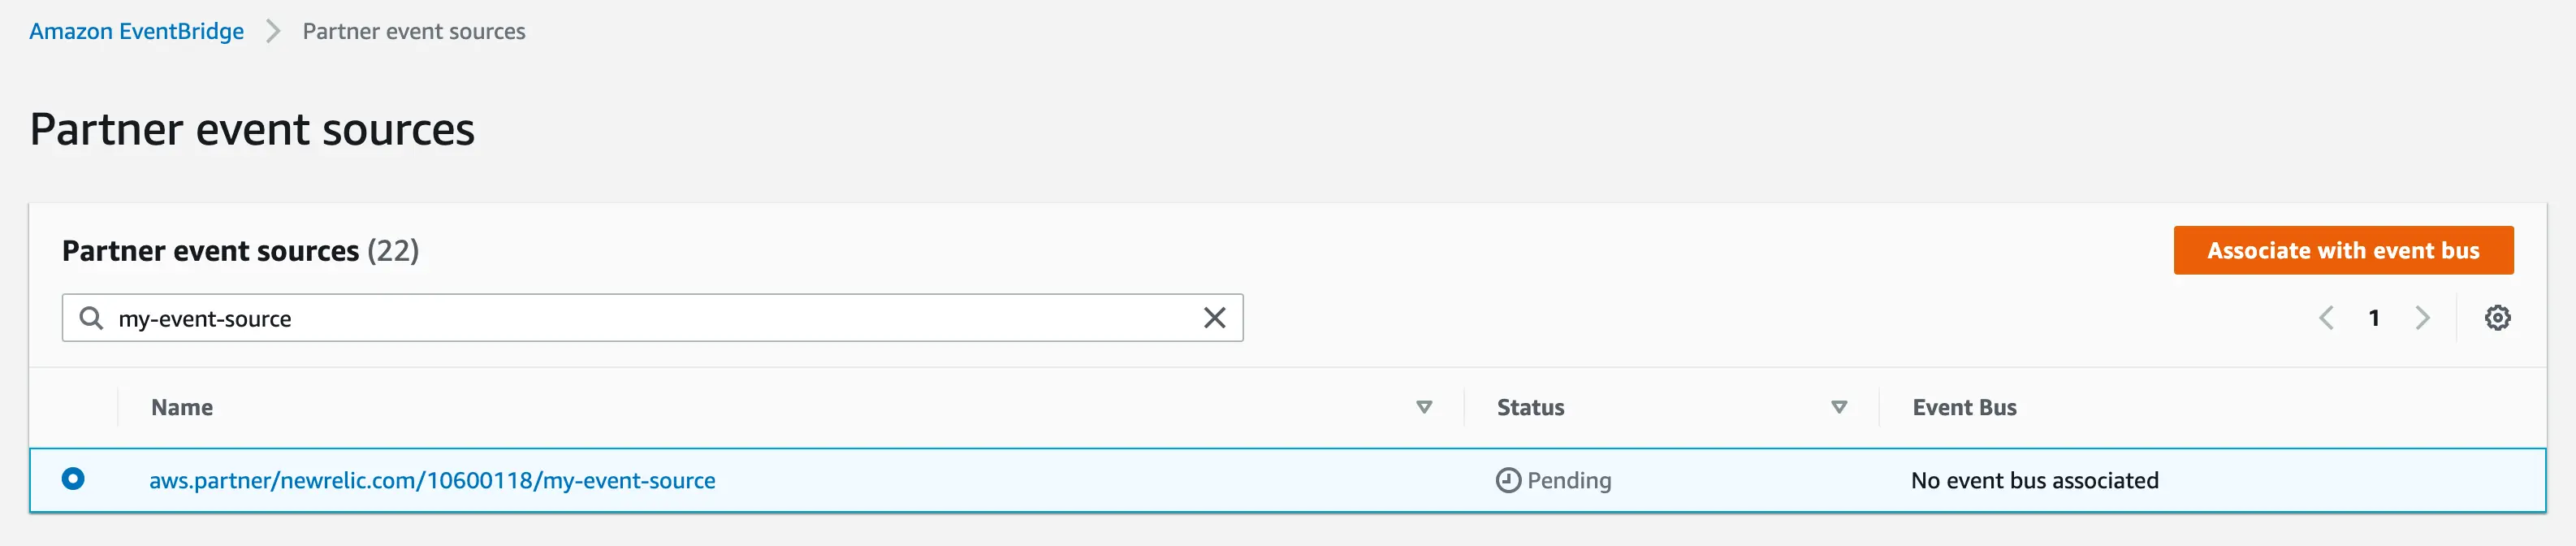 Amazon EventBridge > Partner event sources
Partner event sources
Partner event sources (22)
Associate with event bus
my-event-source
1
Name Status Event Bus
aws.partner/newrelic.com/10600118/my-event-source Pending No event bus associated